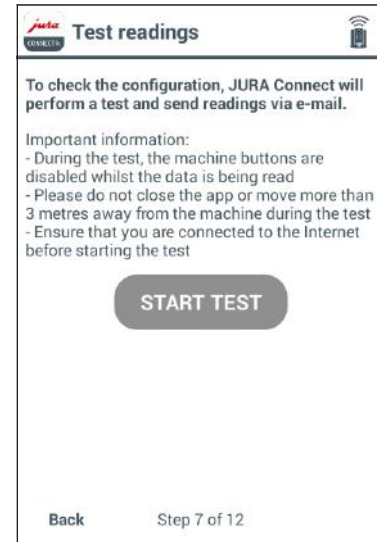 jura
CONNECT®
Test readings
To check the configuration, JURA Connect will
perform a test and send readings via e-mail.
Important information:
- During the test, the machine buttons are
disabled whilst the data is being read
- Please do not close the app or move more than
3 metres away from the machine during the test
- Ensure that you are connected to the Internet
before starting the test
START TEST
Back Step 7 of 12